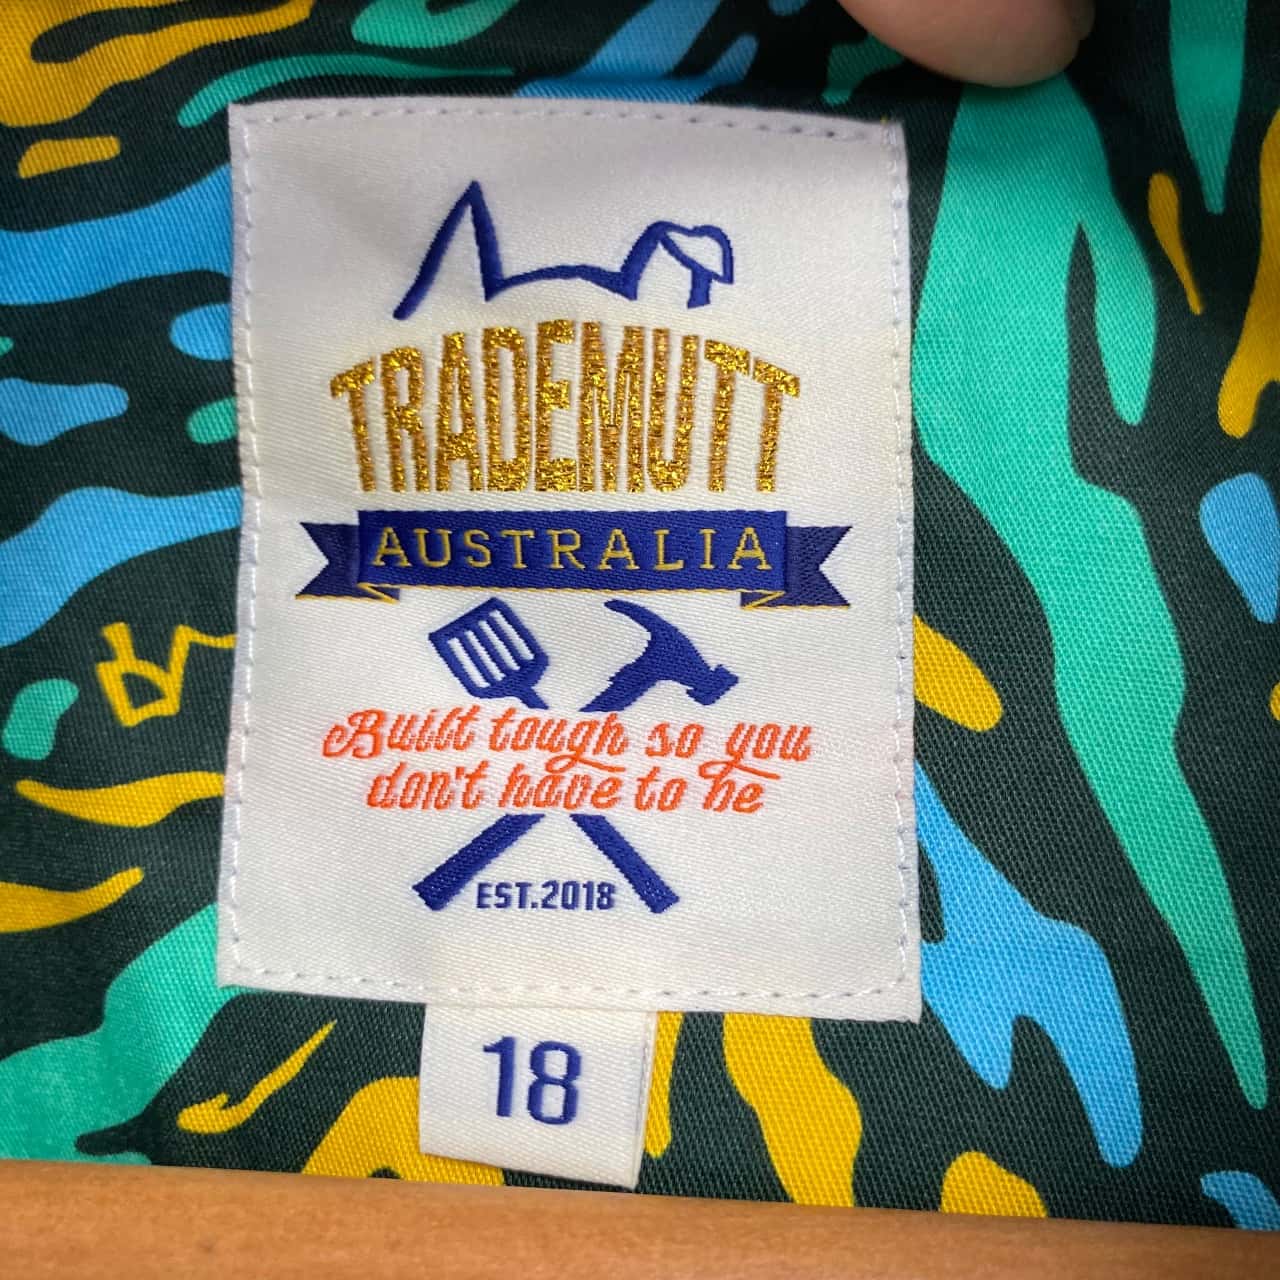 TRADEMUTT
AUSTRALIA
Built tough so you
don't have to be
EST.2018
18